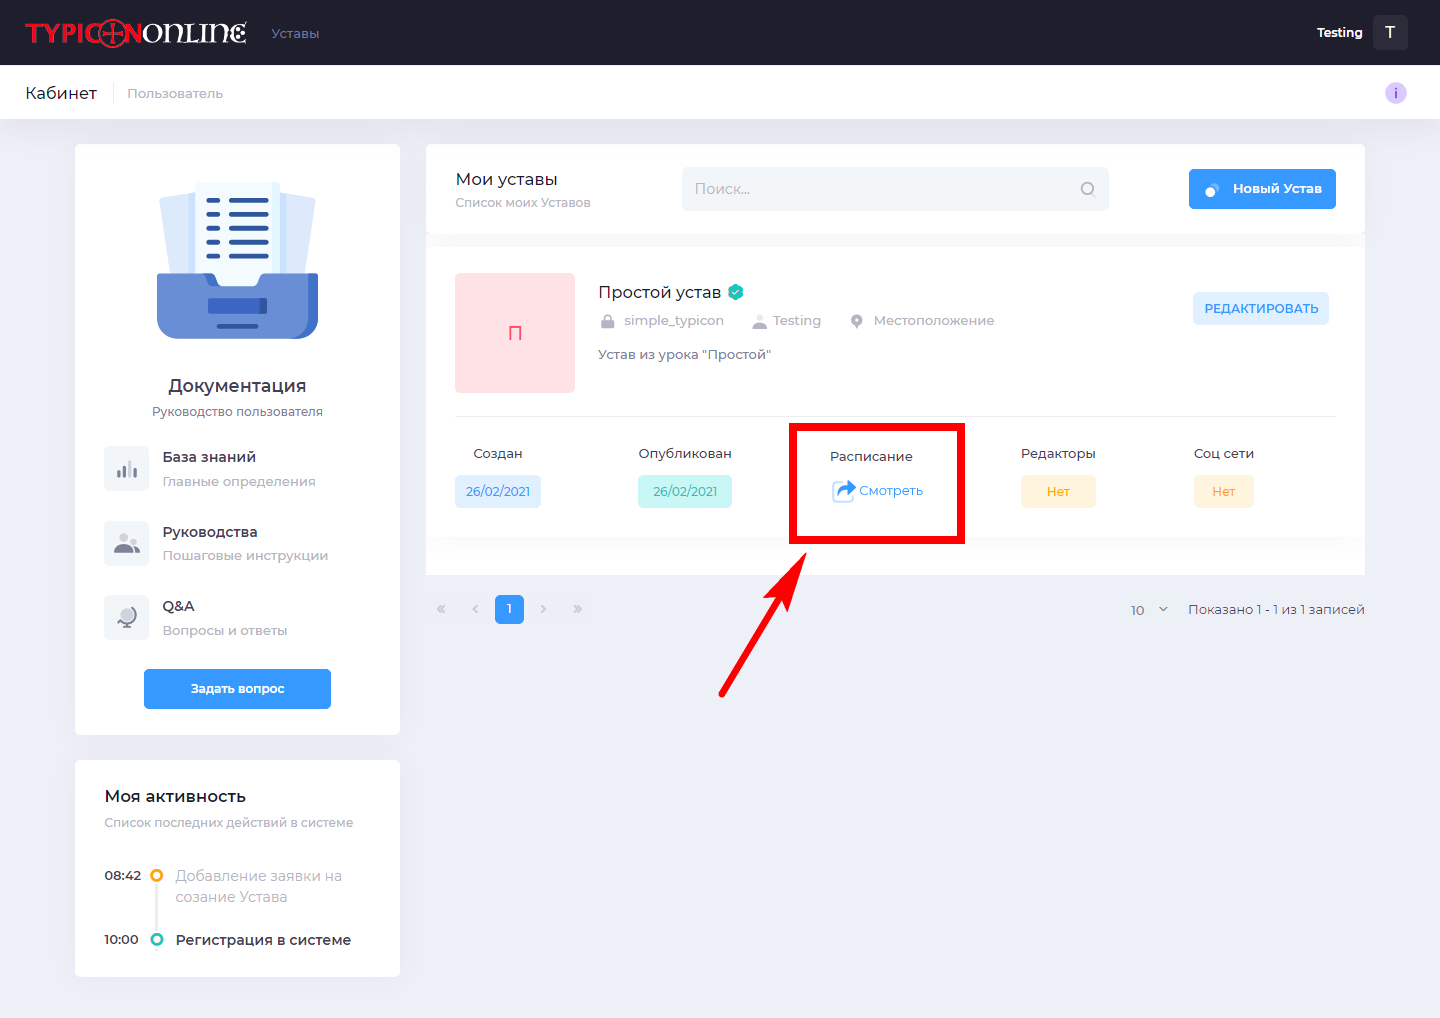 TYPICONONLINE
Уставы
Testing
T
Кабинет
Пользователь
i
Документация
Руководство пользователя
База знаний
Главные определения
Руководства
Пошаговые инструкции
Q&A
Вопросы и ответы
Задать вопрос
Моя активность
Список последних действий в системе
08:42
Добавление заявки на
созание Устава
10:00
Регистрация в системе
Мои уставы
Список моих Уставов
Поиск...
Новый Устав
П
Простой устав
simple_typicon
Testing
Местоположение
Устав из урока "Простой"
РЕДАКТИРОВАТЬ
Создан
26/02/2021
Опубликован
26/02/2021
Расписание
Смотреть
Редакторы
Нет
Соц сети
Нет
« ‹ 1 › »
10
Показано 1 - 1 из 1 записей